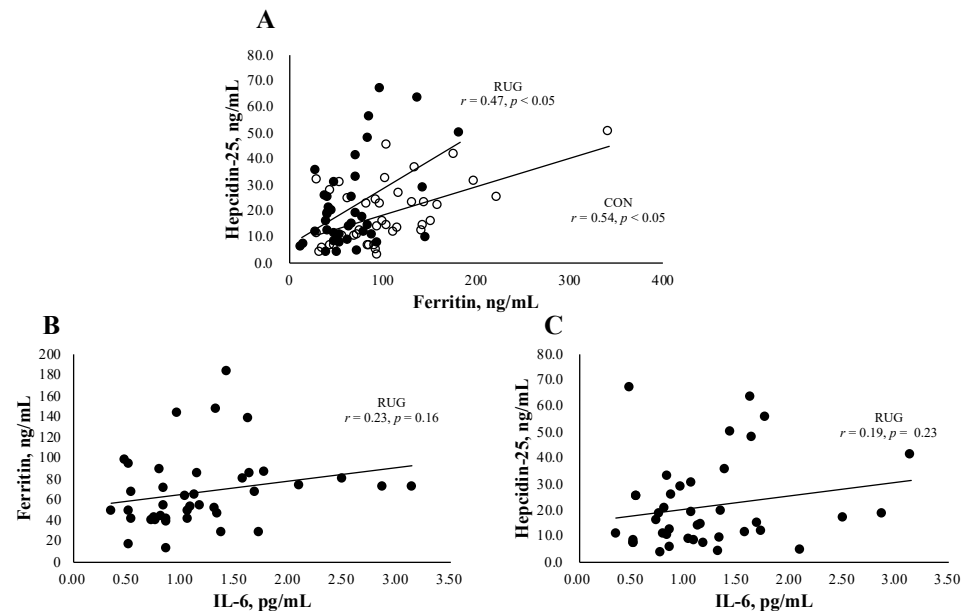 A
Hepcidin-25, ng/mL
80.0
70.0
60.0
50.0
40.0
30.0
20.0
10.0
0.0
0
100
200
300
400
Ferritin, ng/mL
RUG
r = 0.47, p < 0.05
CON
r = 0.54, p < 0.05
B
Ferritin, ng/mL
200
180
160
140
120
100
80
60
40
20
0
0.00
0.50
1.00
1.50
2.00
2.50
3.00
3.50
IL-6, pg/mL
RUG
r = 0.23, p = 0.16
C
Hepcidin-25, ng/mL
80.0
70.0
60.0
50.0
40.0
30.0
20.0
10.0
0.0
0.00
0.50
1.00
1.50
2.00
2.50
3.00
3.50
IL-6, pg/mL
RUG
r = 0.19, p = 0.23